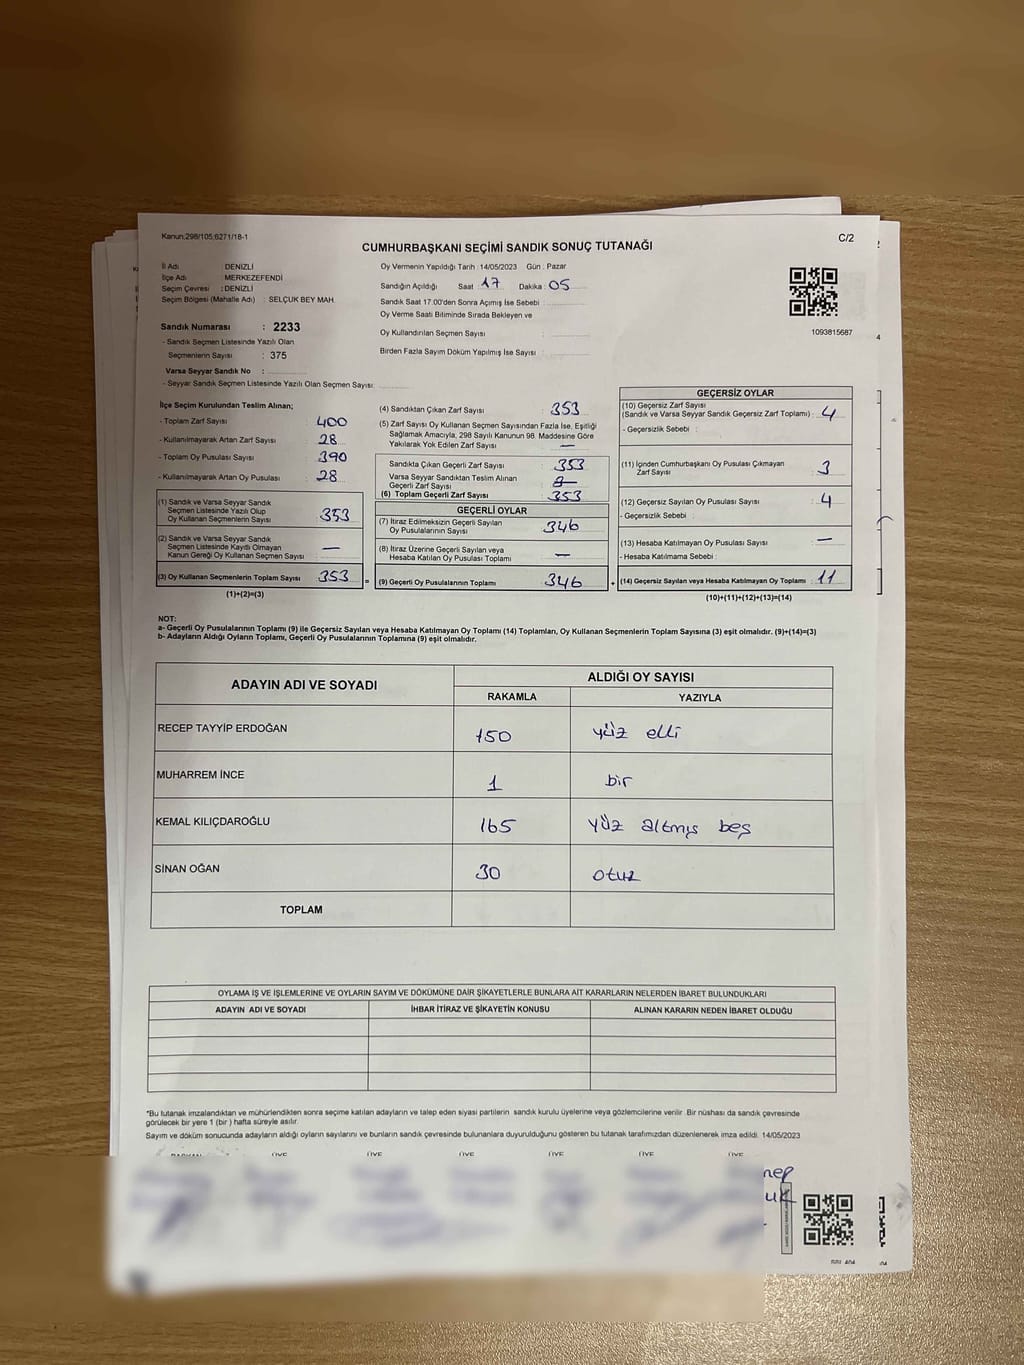 Kanun:298/105;6271/18-1
C/2
CUMHURBAŞKANI SEÇİMİ SANDIK SONUÇ TUTANAĞI
İl Adı DENİZLİ
İlçe Adı MERKEZEFENDİ
Seçim Çevresi : DENİZLİ
Seçim Bölgesi (Mahalle Adı) : SELÇUK BEY MAH.
Sandık Numarası : 2233
- Sandık Seçmen Listesinde Yazılı Olan
Seçmenlerin Sayısı : 375
Varsa Seyyar Sandık No :
- Seyyar Sandık Seçmen Listesinde Yazılı Olan Seçmen Sayısı:
Oy Vermenin Yapıldığı Tarih : 14/05/2023 Gün : Pazar
Sandığın Açıldığı Saat : 17 Dakika : 05
Sandık Saat 17.00'den Sonra Açımış İse Sebebi :
Oy Verme Saati Bitiminde Sırada Bekleyen ve
Oy Kullandırılan Seçmen Sayısı :
Birden Fazla Sayım Döküm Yapılmış İse Sayısı :
1093815687
İlçe Seçim Kurulundan Teslim Alınan;
- Toplam Zarf Sayısı : 400
- Kullanılmayarak Artan Zarf Sayısı : 28
- Toplam Oy Pusulası Sayısı : 390
- Kullanılmayarak Artan Oy Pusulası : 28
(1) Sandık ve Varsa Seyyar Sandık
Seçmen Listesinde Yazılı Olup
Oy Kullanan Seçmenlerin Sayısı : 353
(2) Sandık ve Varsa Seyyar Sandık
Seçmen Listesinde Kayıtlı Olmayan
Kanun Gereği Oy Kullanan Seçmen Sayısı : —
(3) Oy Kullanan Seçmenlerin Toplam Sayısı : 353
(1)+(2)=(3)
(4) Sandıktan Çıkan Zarf Sayısı : 353
(5) Zarf Sayısı Oy Kullanan Seçmen Sayısından Fazla İse, Eşitliği
Sağlamak Amacıyla; 298 Sayılı Kanunun 98. Maddesine Göre
Yakılarak Yok Edilen Zarf Sayısı : —
Sandıkta Çıkan Geçerli Zarf Sayısı : 353
Varsa Seyyar Sandıktan Teslim Alınan
Geçerli Zarf Sayısı :
(6) Toplam Geçerli Zarf Sayısı : 353
GEÇERLİ OYLAR
(7) İtiraz Edilmeksizin Geçerli Sayılan
Oy Pusulalarının Sayısı : 346
(8) İtiraz Üzerine Geçerli Sayılan veya
Hesaba Katılan Oy Pusulası Toplamı : —
= (9) Geçerli Oy Pusulalarının Toplamı : 346
GEÇERSİZ OYLAR
(10) Geçersiz Zarf Sayısı
(Sandık ve Varsa Seyyar Sandık Geçersiz Zarf Toplamı) : 4
- Geçersizlik Sebebi :
(11) İçinden Cumhurbaşkanı Oy Pusulası Çıkmayan
Zarf Sayısı : 3
(12) Geçersiz Sayılan Oy Pusulası Sayısı : 4
- Geçersizlik Sebebi :
(13) Hesaba Katılmayan Oy Pusulası Sayısı : —
- Hesaba Katılmama Sebebi :
+ (14) Geçersiz Sayılan veya Hesaba Katılmayan Oy Toplamı : 11
(10)+(11)+(12)+(13)=(14)
NOT:
a- Geçerli Oy Pusulalarının Toplamı (9) ile Geçersiz Sayılan veya Hesaba Katılmayan Oy Toplamı (14) Toplamları, Oy Kullanan Seçmenlerin Toplam Sayısına (3) eşit olmalıdır. (9)+(14)=(3)
b- Adayların Aldığı Oyların Toplamı, Geçerli Oy Pusulalarının Toplamına (9) eşit olmalıdır.
ADAYIN ADI VE SOYADI
ALDIĞI OY SAYISI
RAKAMLA YAZIYLA
RECEP TAYYİP ERDOĞAN 150 yüz elli
MUHARREM İNCE 1 bir
KEMAL KILIÇDAROĞLU 165 yüz altmış beş
SİNAN OĞAN 30 otuz
TOPLAM
OYLAMA İŞ VE İŞLEMLERİNE VE OYLARIN SAYIM VE DÖKÜMÜNE DAİR ŞİKAYETLERLE BUNLARA AİT KARARLARIN NELERDEN İBARET BULUNDUKLARI
ADAYIN ADI VE SOYADI İHBAR İTİRAZ VE ŞİKAYETİN KONUSU ALINAN KARARIN NEDEN İBARET OLDUĞU
*Bu tutanak imzalandıktan ve mühürlendikten sonra seçime katılan adayların ve talep eden siyasi partilerin sandık kurulu üyelerine veya gözlemcilerine verilir. Bir nüshası da sandık çevresinde
görülecek bir yere 1 (bir) hafta süreyle asılır.
Sayım ve döküm sonucunda adayların aldığı oyların sayılarını ve bunların sandık çevresinde bulunanlara duyurulduğunu gösteren bu tutanak tarafımızdan düzenlenerek imza edildi. 14/05/2023
BAŞKAN ÜYE ÜYE ÜYE ÜYE ÜYE ÜYE